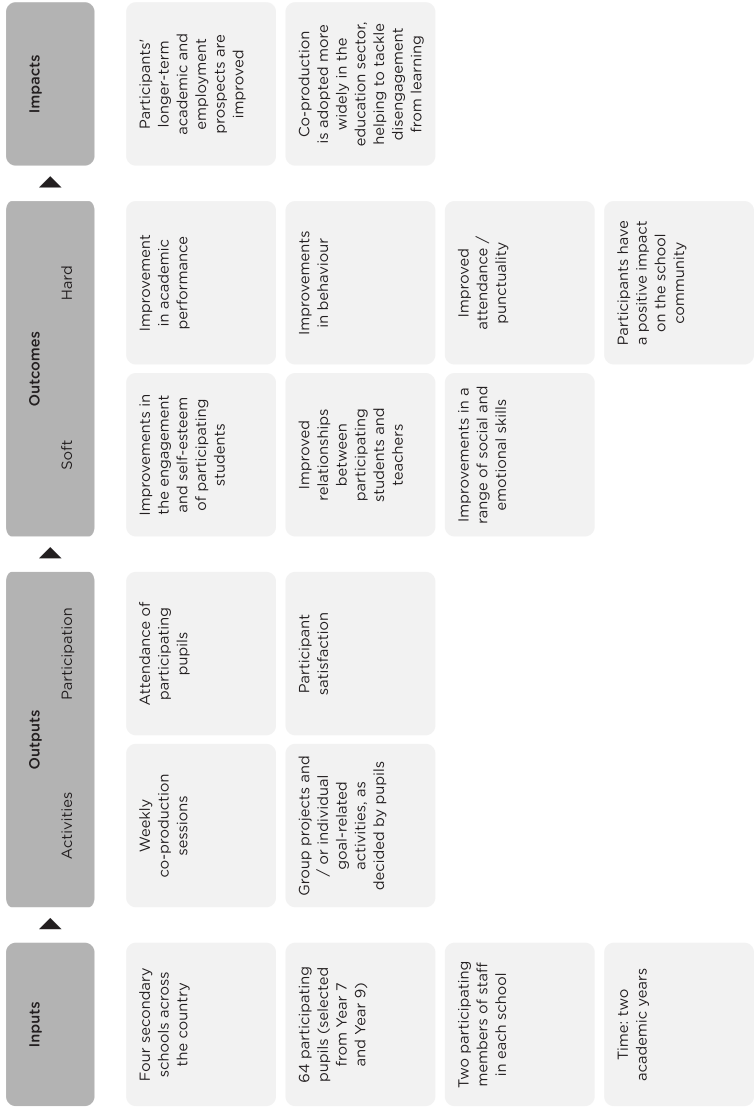 Inputs
Four secondary
schools across
the country
64 participating
pupils (selected
from Year 7
and Year 9)
Two participating
members of staff
in each school
Time: two
academic years
Outputs
Activities
Weekly
co-production
sessions
Group projects and
/ or individual
goal-related
activities, as
decided by pupils
Participation
Attendance of
participating
pupils
Participant
satisfaction
Outcomes
Soft
Improvements in
the engagement
and self-esteem
of participating
students
Improved
relationships
between
participating
students and
teachers
Improvements in a
range of social and
emotional skills
Hard
Improvement
in academic
performance
Improvements
in behaviour
Improved
attendance /
punctuality
Participants have
a positive impact
on the school
community
Impacts
Participants’
longer-term
academic and
employment
prospects are
improved
Co-production
is adopted more
widely in the
education sector,
helping to tackle
disengagement
from learning